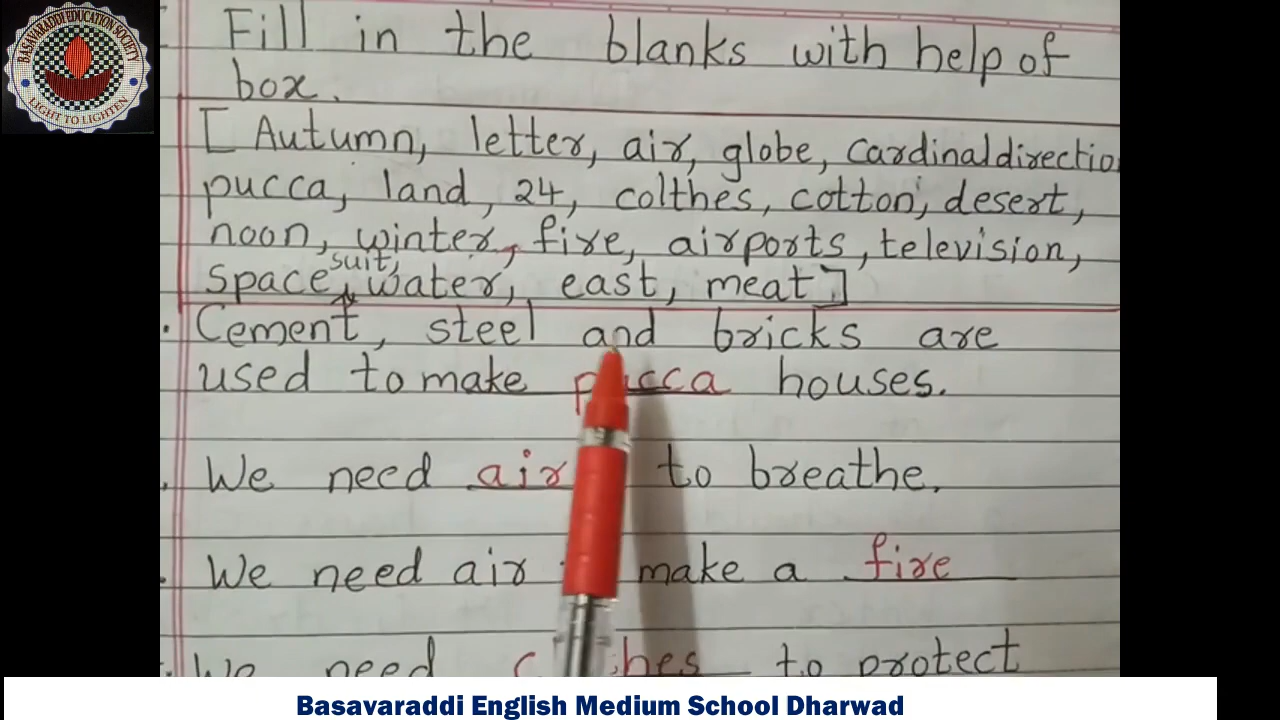 BASAVARADDI EDUCATION SOCIETY
LIGHT TO LIGHTEN
Fill in the blanks with help of
box.
[ Autumn, letter, air, globe, cardinaldirectio
pucca, land, 24, colthes, cotton, desert,
noon, winter, fire, airports, television,
space suit, water, east, meat ]
. Cement, steel and bricks are
used to make pucca houses.
. We need air to breathe.
. We need air make a fire
We need to protect
Basavaraddi English Medium School Dharwad